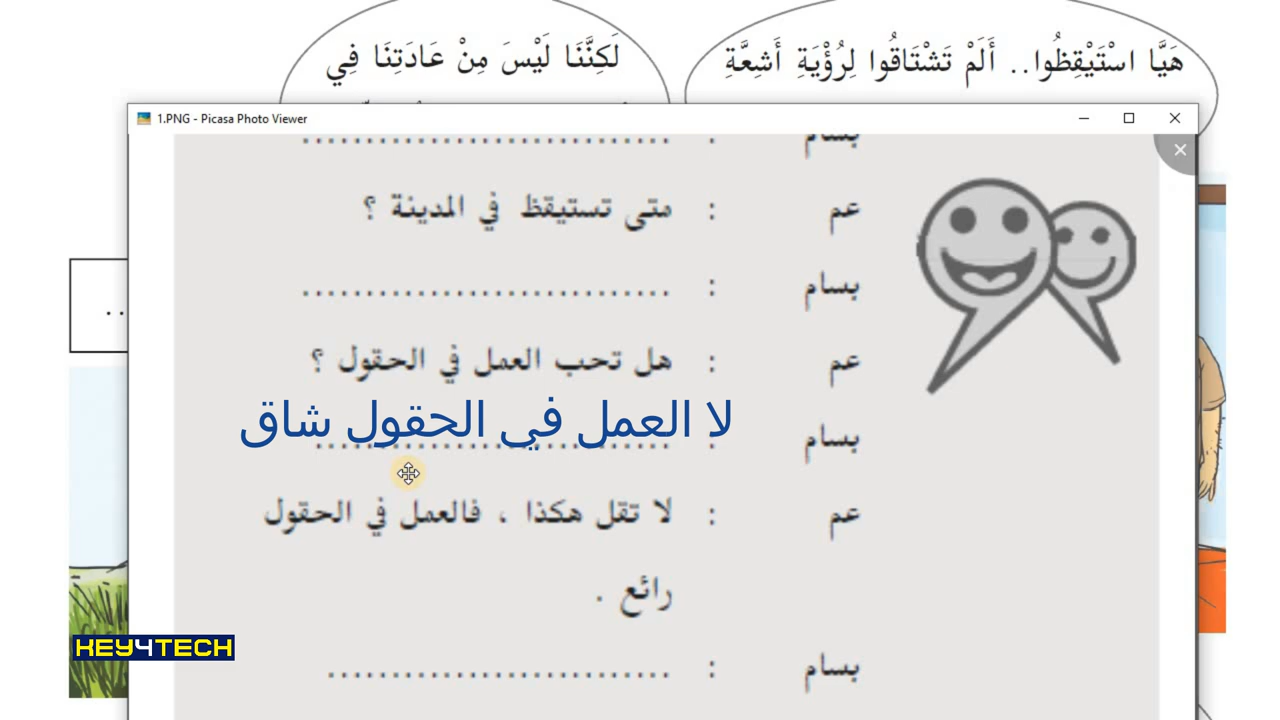 هَيَّا اسْتَيْقِظُوا.. أَلَمْ تَشْتَاقُوا لِرُؤْيَةِ أَشِعَّةِ
لَكِنَّنَا لَيْسَ مِنْ عَادَتِنَا فِي
1.PNG - Picasa Photo Viewer
بسام : ............................
عم : متى تستيقظ في المدينة ؟
بسام : ............................
عم : هل تحب العمل في الحقول ؟
بسام : لا العمل في الحقول شاق
عم : لا تقل هكذا ، فالعمل في الحقول
رائع .
بسام : ..........................
KEY4TECH